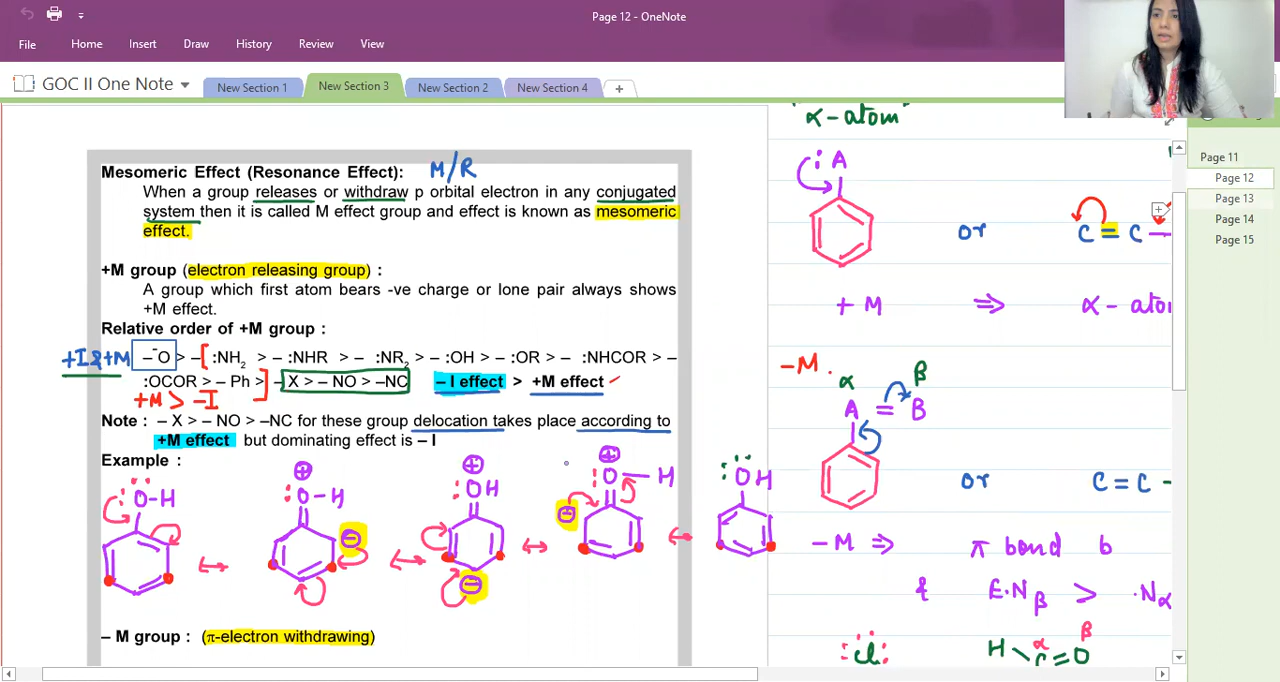 Page 12 - OneNote
File Home Insert Draw History Review View
GOC II One Note New Section 1 New Section 3 New Section 2 New Section 4 +
Page 11
Page 12
Page 13
Page 14
Page 15
Mesomeric Effect (Resonance Effect): M/R
When a group releases or withdraw p orbital electron in any conjugated
system then it is called M effect group and effect is known as mesomeric
effect.
+M group (electron releasing group) :
A group which first atom bears -ve charge or lone pair always shows
+M effect.
Relative order of +M group :
+I & +M – ⁻O > – [ :NH₂ > – :NHR > – :NR₂ > – :OH > – :OR > – :NHCOR > –
:OCOR > – Ph > ] – X > – NO > –NC – I effect > +M effect
+M > -I
Note : – X > – NO > –NC for these group delocation takes place according to
+M effect but dominating effect is – I
Example :
:Ö-H ↔ ⊕ :O-H ⊖ ↔ ⊕ :OH ⊖ ↔ ⊖ ⊕ :O-H ↔ :ÖH
– M group : (π-electron withdrawing)
"α-atom"
:A
or C = C –
+ M ⇒ α - atom
-M.
α β
A = B
or C = C -
-M ⇒ π bond b
& E.Nβ > .Nα
:Cl: H C = O
α β